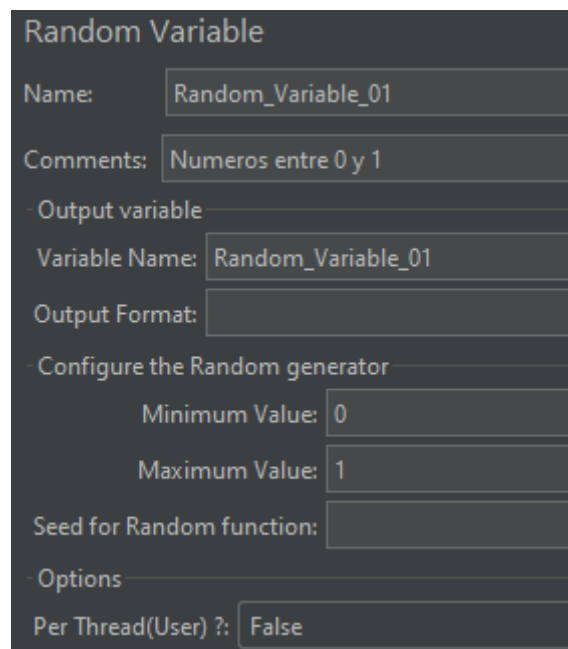 Random Variable
Name: Random_Variable_01
Comments: Numeros entre 0 y 1
Output variable
Variable Name: Random_Variable_01
Output Format:
Configure the Random generator
Minimum Value: 0
Maximum Value: 1
Seed for Random function:
Options
Per Thread(User) ?: False